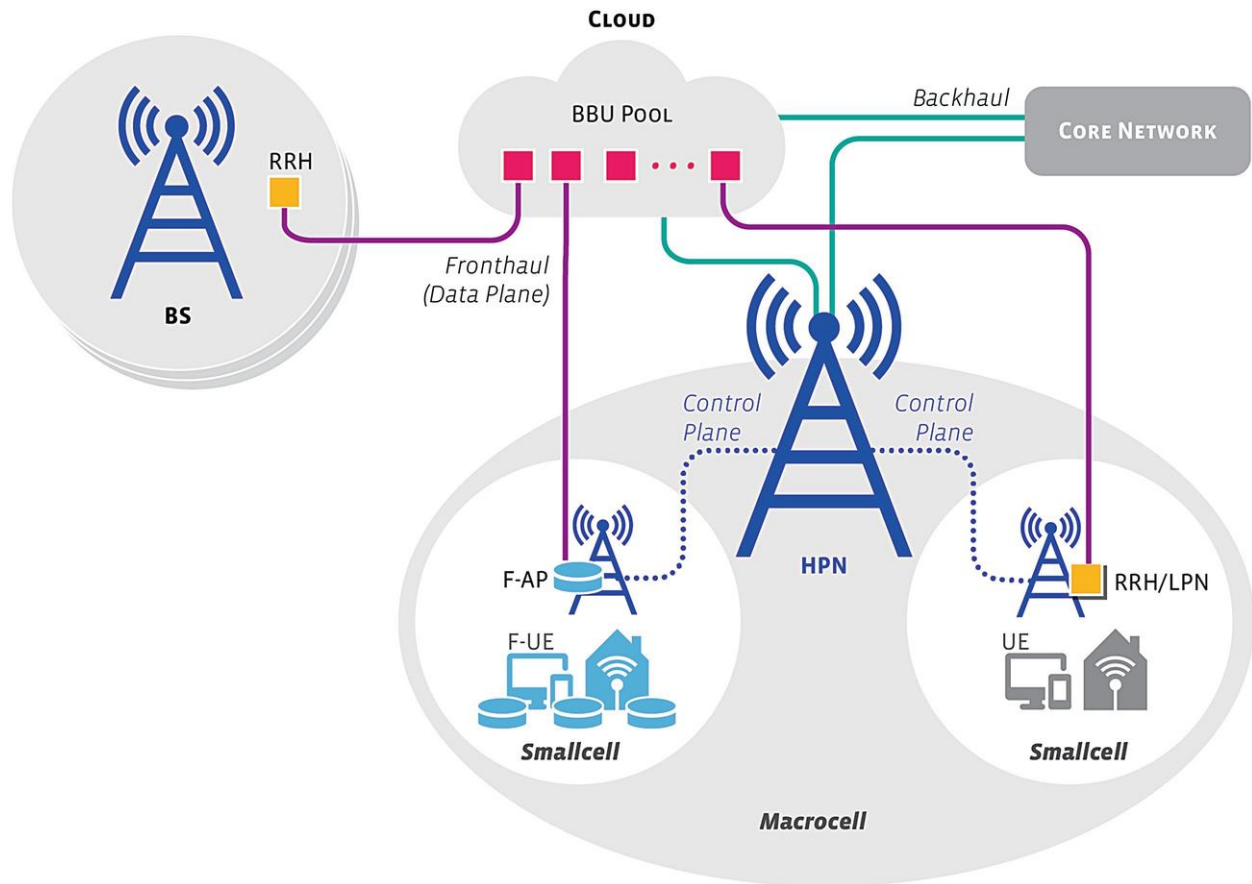 CLOUD
BBU POOL
Backhaul
CORE NETWORK
RRH
BS
Fronthaul
(Data Plane)
Control
Plane
Control
Plane
HPN
F-AP
RRH/LPN
F-UE
UE
Smallcell
Smallcell
Macrocell